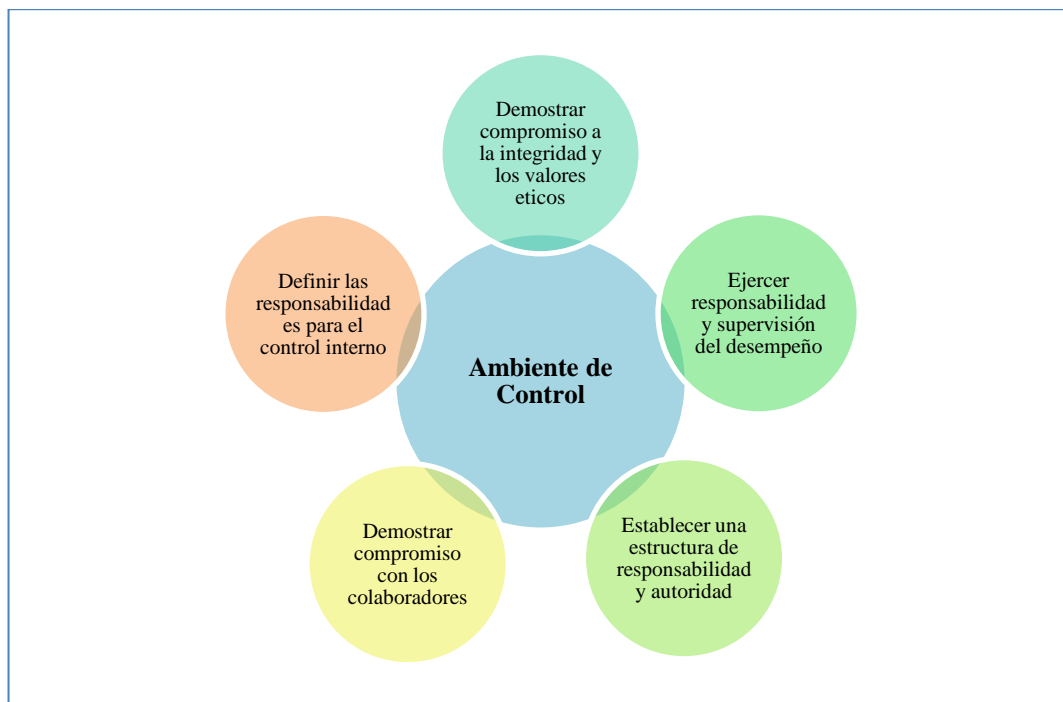 Demostrar
compromiso a
la integridad y
los valores
eticos
Ejercer
responsabilidad
y supervisión
del desempeño
Establecer una
estructura de
responsabilidad
y autoridad
Demostrar
compromiso
con los
colaboradores
Definir las
responsabilidad
es para el
control interno
Ambiente de
Control